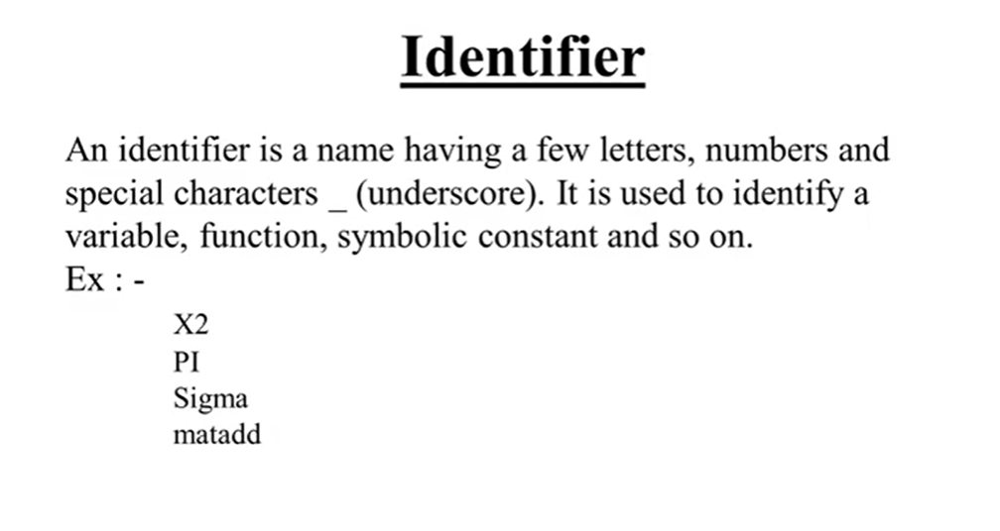 Identifier
An identifier is a name having a few letters, numbers and
special characters _ (underscore). It is used to identify a
variable, function, symbolic constant and so on.
Ex : -
X2
PI
Sigma
matadd